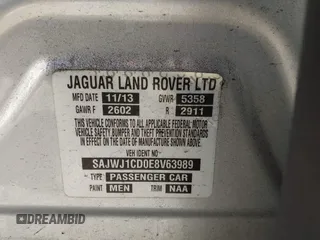 JAGUAR LAND ROVER LTD
MFD DATE 11/13 GVWR 5358
GAWR F 2602 R 2911
THIS VEHICLE CONFORMS TO ALL APPLICABLE FEDERAL MOTOR
VEHICLE SAFETY, BUMPER AND THEFT PREVENTION STANDARDS
IN EFFECT ON THE DATE OF MANUFACTURE SHOWN ABOVE
VEH IDENT NO
SAJWJ1CD0E8V63989
TYPE PASSENGER CAR
PAINT MEN TRIM NAA
DREAMBID